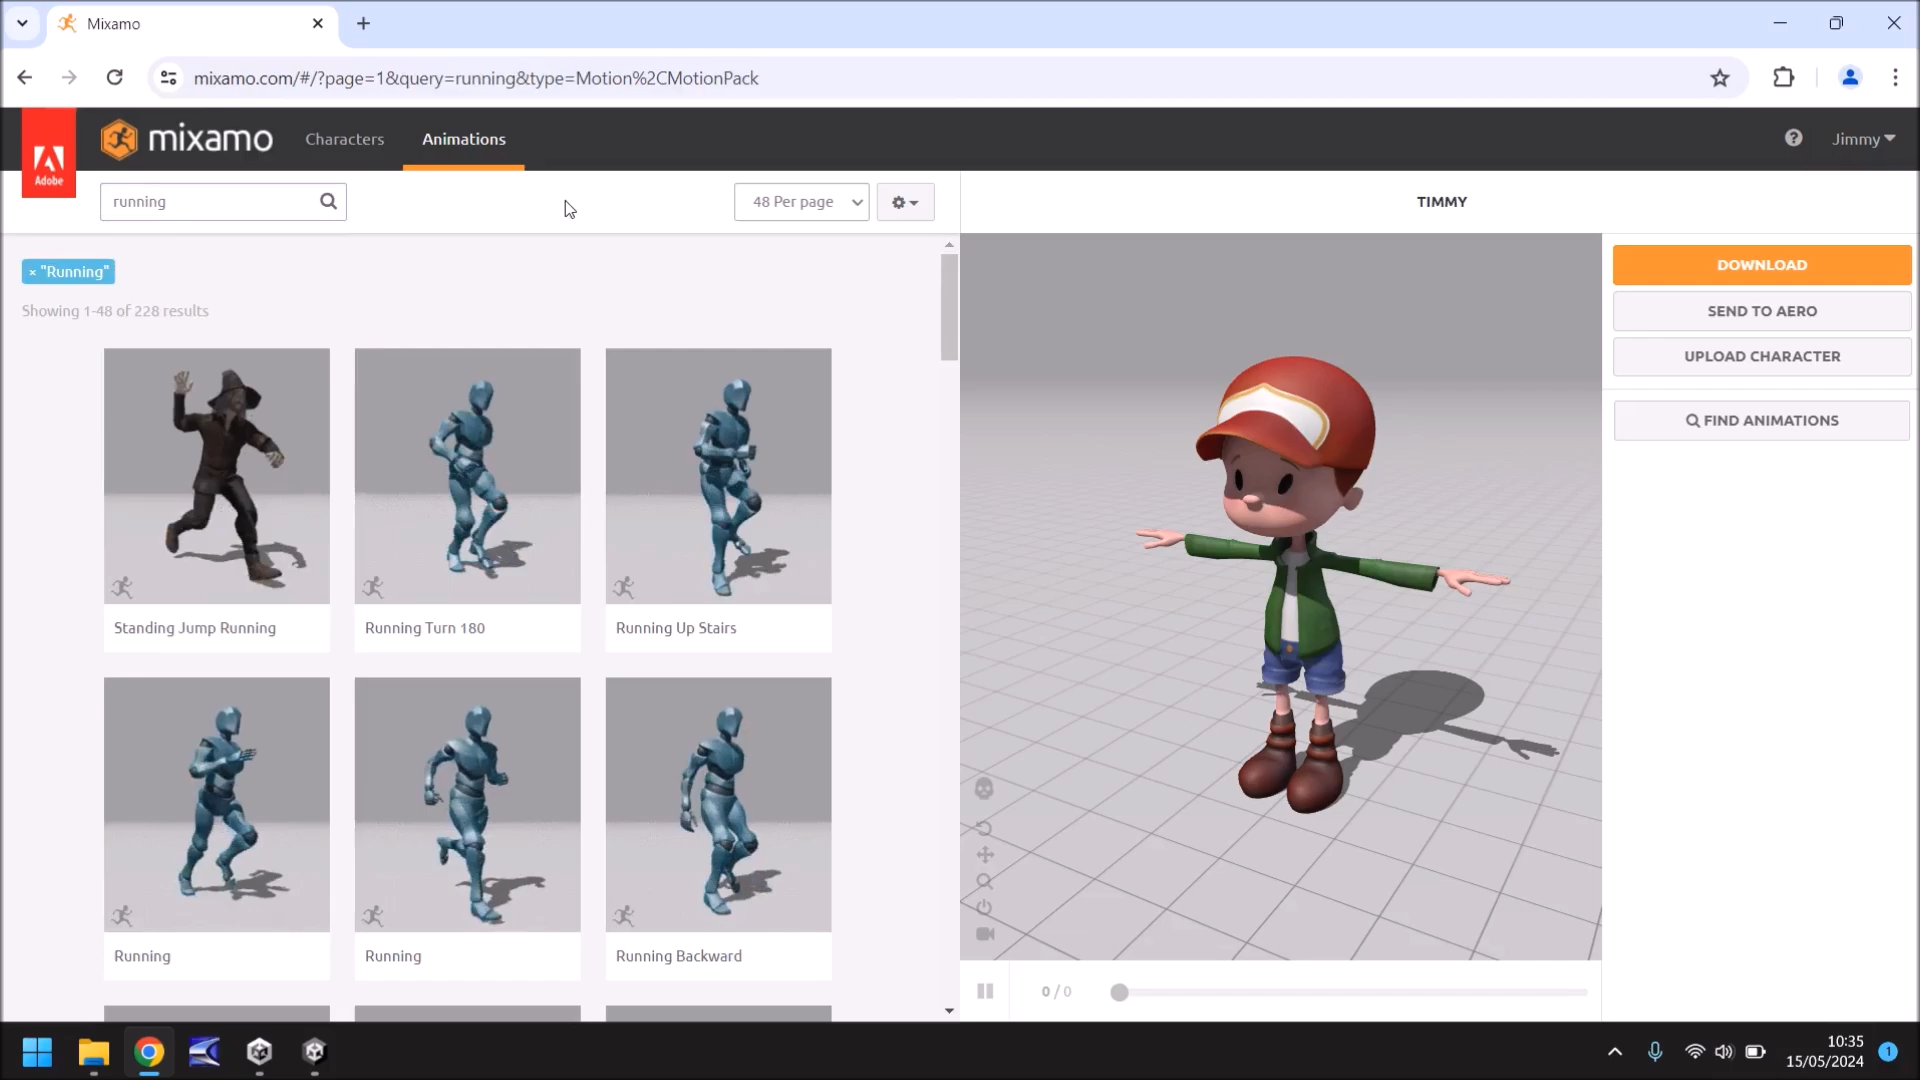 Mixamo
mixamo.com/#/?page=1&query=running&type=Motion%2CMotionPack
Adobe
mixamo
Characters
Animations
Jimmy
running
48 Per page
TIMMY
× "Running"
Showing 1-48 of 228 results
DOWNLOAD
SEND TO AERO
UPLOAD CHARACTER
FIND ANIMATIONS
Standing Jump Running
Running Turn 180
Running Up Stairs
Running
Running
Running Backward
0 / 0
10:35
15/05/2024
1